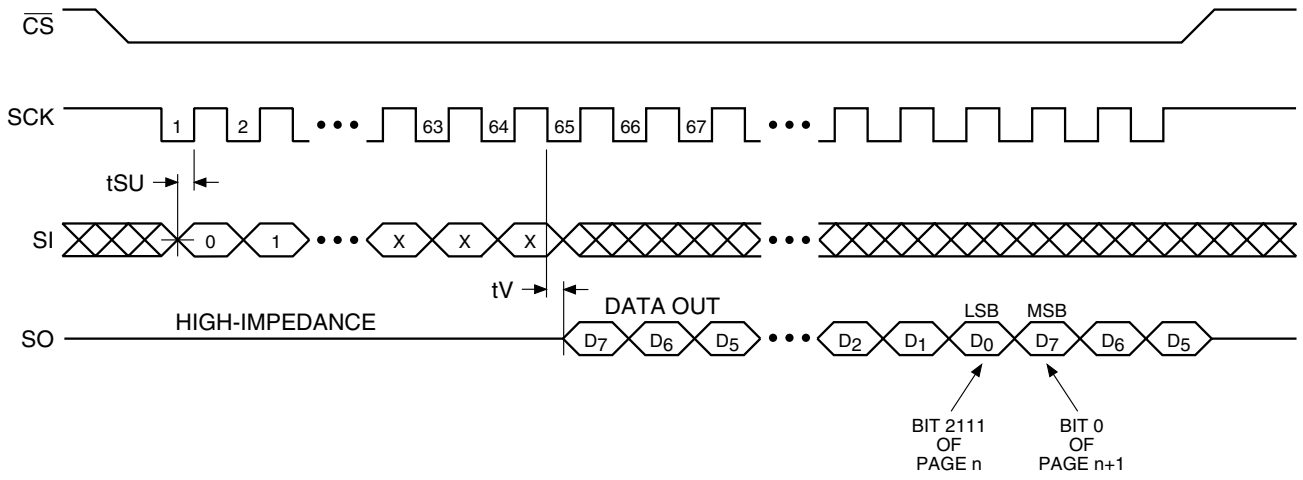 CS
SCK
1 2 ••• 63 64 65 66 67 •••
tSU
SI
0 1 ••• X X X •••
tV
DATA OUT
HIGH-IMPEDANCE
LSB MSB
SO
D7 D6 D5 ••• D2 D1 D0 D7 D6 D5
BIT 2111
OF
PAGE n
BIT 0
OF
PAGE n+1